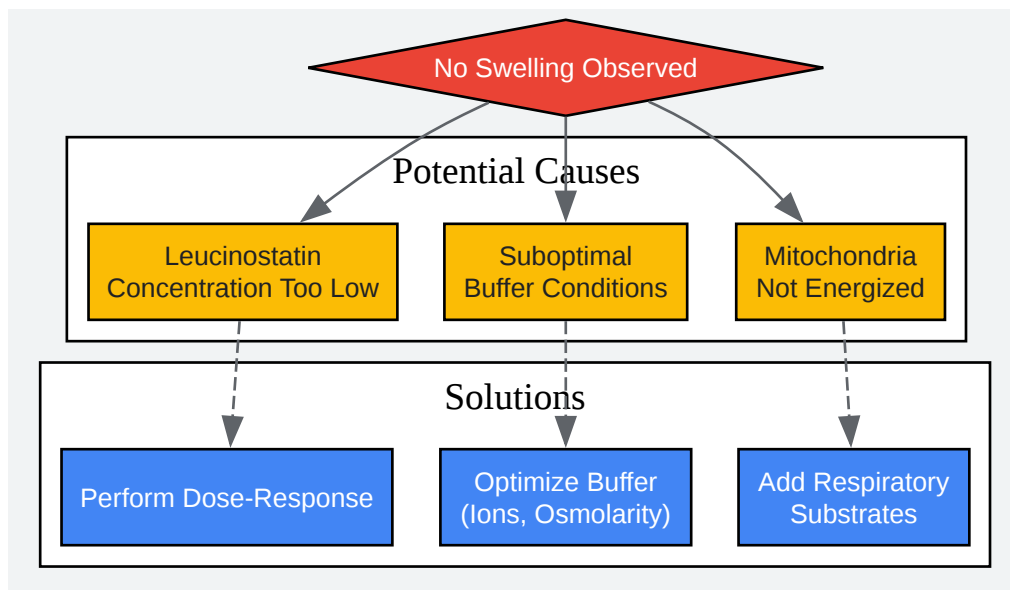 No Swelling Observed
Potential Causes
Leucinostatin
Concentration Too Low
Suboptimal
Buffer Conditions
Mitochondria
Not Energized
Solutions
Perform Dose-Response
Optimize Buffer
(Ions, Osmolarity)
Add Respiratory
Substrates